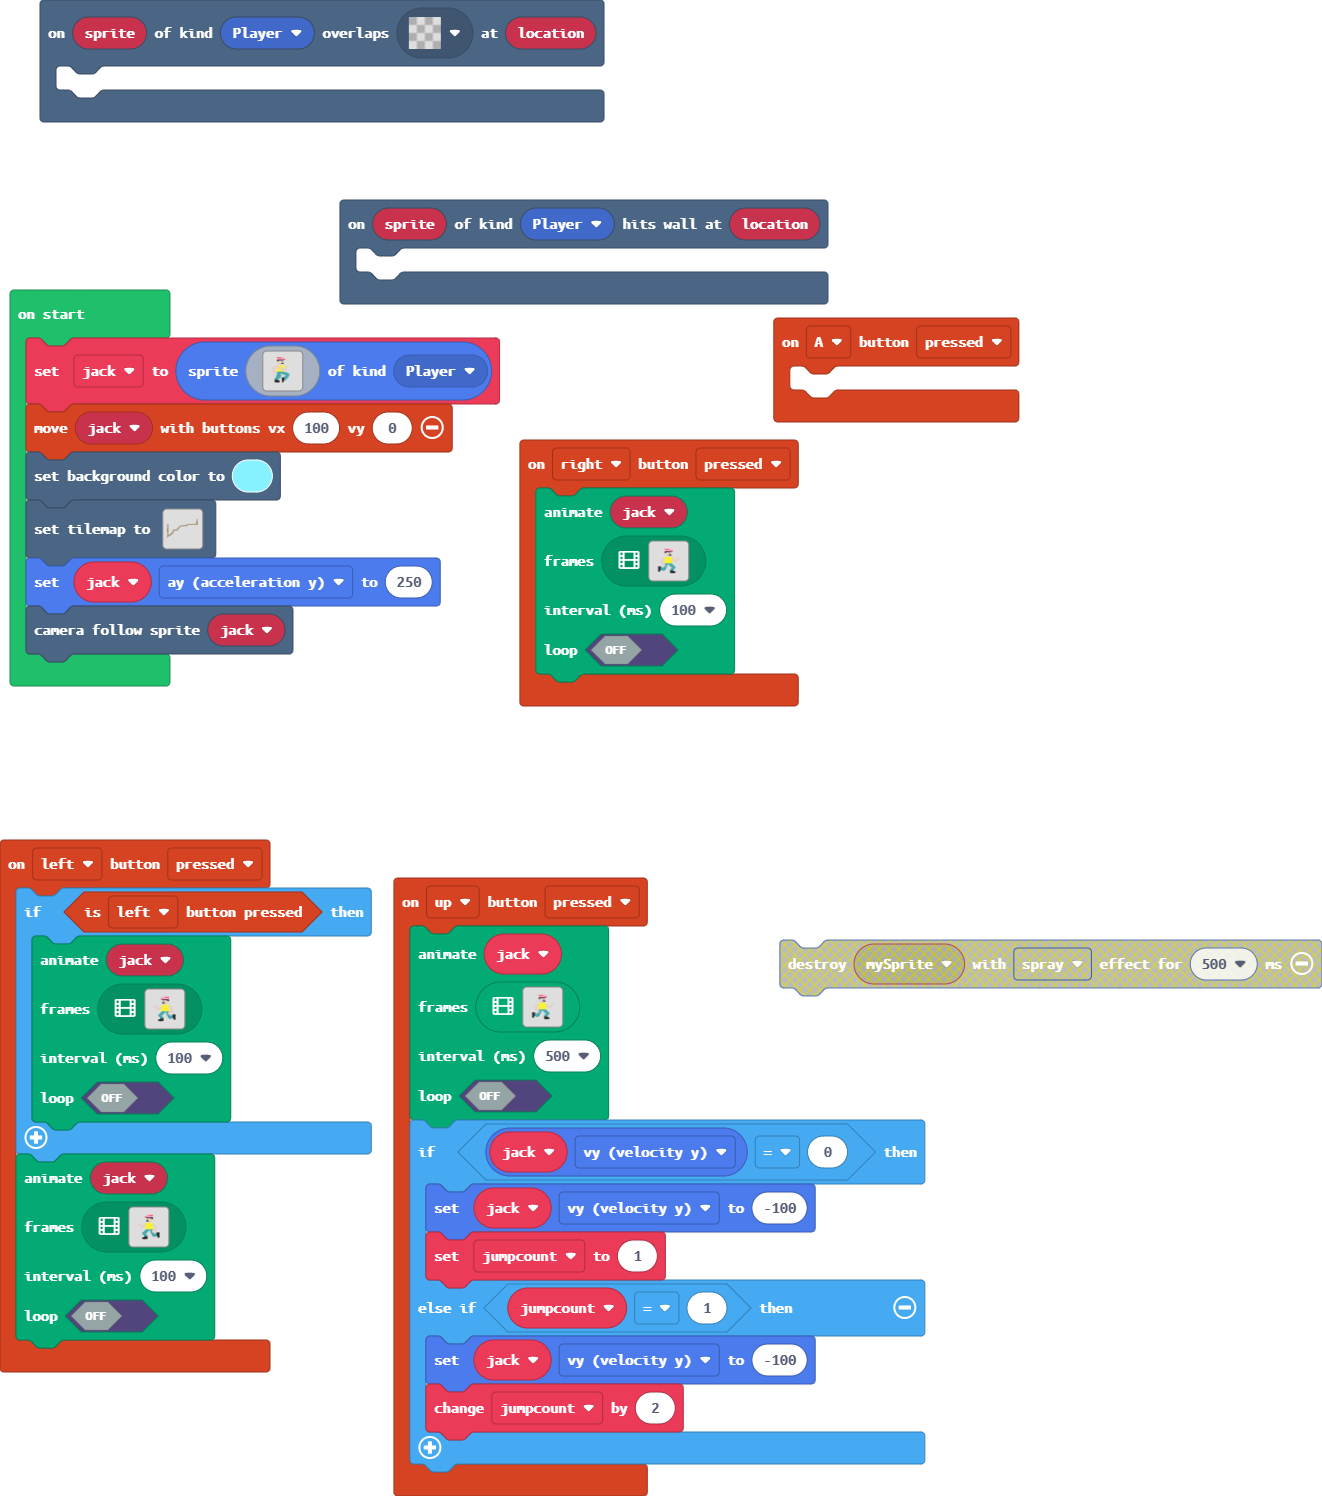 on sprite of kind Player overlaps at location
on sprite of kind Player hits wall at location
on start
set jack to sprite of kind Player
move jack with buttons vx 100 vy 0
set background color to
set tilemap to
set jack ay (acceleration y) to 250
camera follow sprite jack
on A button pressed
on right button pressed
animate jack
frames
interval (ms) 100
loop OFF
on left button pressed
if is left button pressed then
animate jack
frames
interval (ms) 100
loop OFF
animate jack
frames
interval (ms) 100
loop OFF
on up button pressed
animate jack
frames
interval (ms) 500
loop OFF
if jack vy (velocity y) = 0 then
set jack vy (velocity y) to -100
set jumpcount to 1
else if jumpcount = 1 then
set jack vy (velocity y) to -100
change jumpcount by 2
destroy mySprite with spray effect for 500 ms